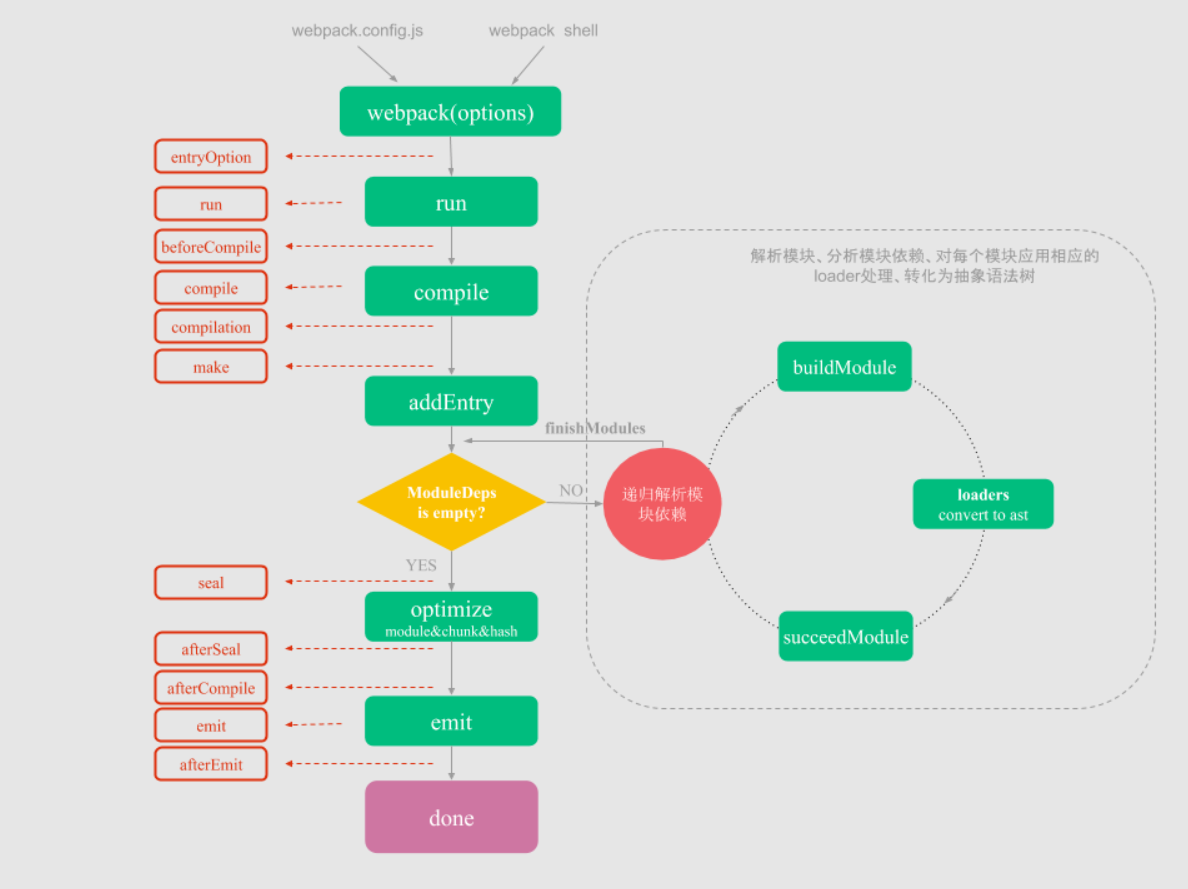 webpack.config.js
webpack shell
webpack(options)
entryOption
run
run
beforeCompile
compile
compile
compilation
make
addEntry
finishModules
ModuleDeps
is empty?
NO
YES
递归解析模
块依赖
解析模块、分析模块依赖、对每个模块应用相应的
loader处理、转化为抽象语法树
buildModule
loaders
convert to ast
succeedModule
seal
optimize
module&chunk&hash
afterSeal
afterCompile
emit
emit
afterEmit
done